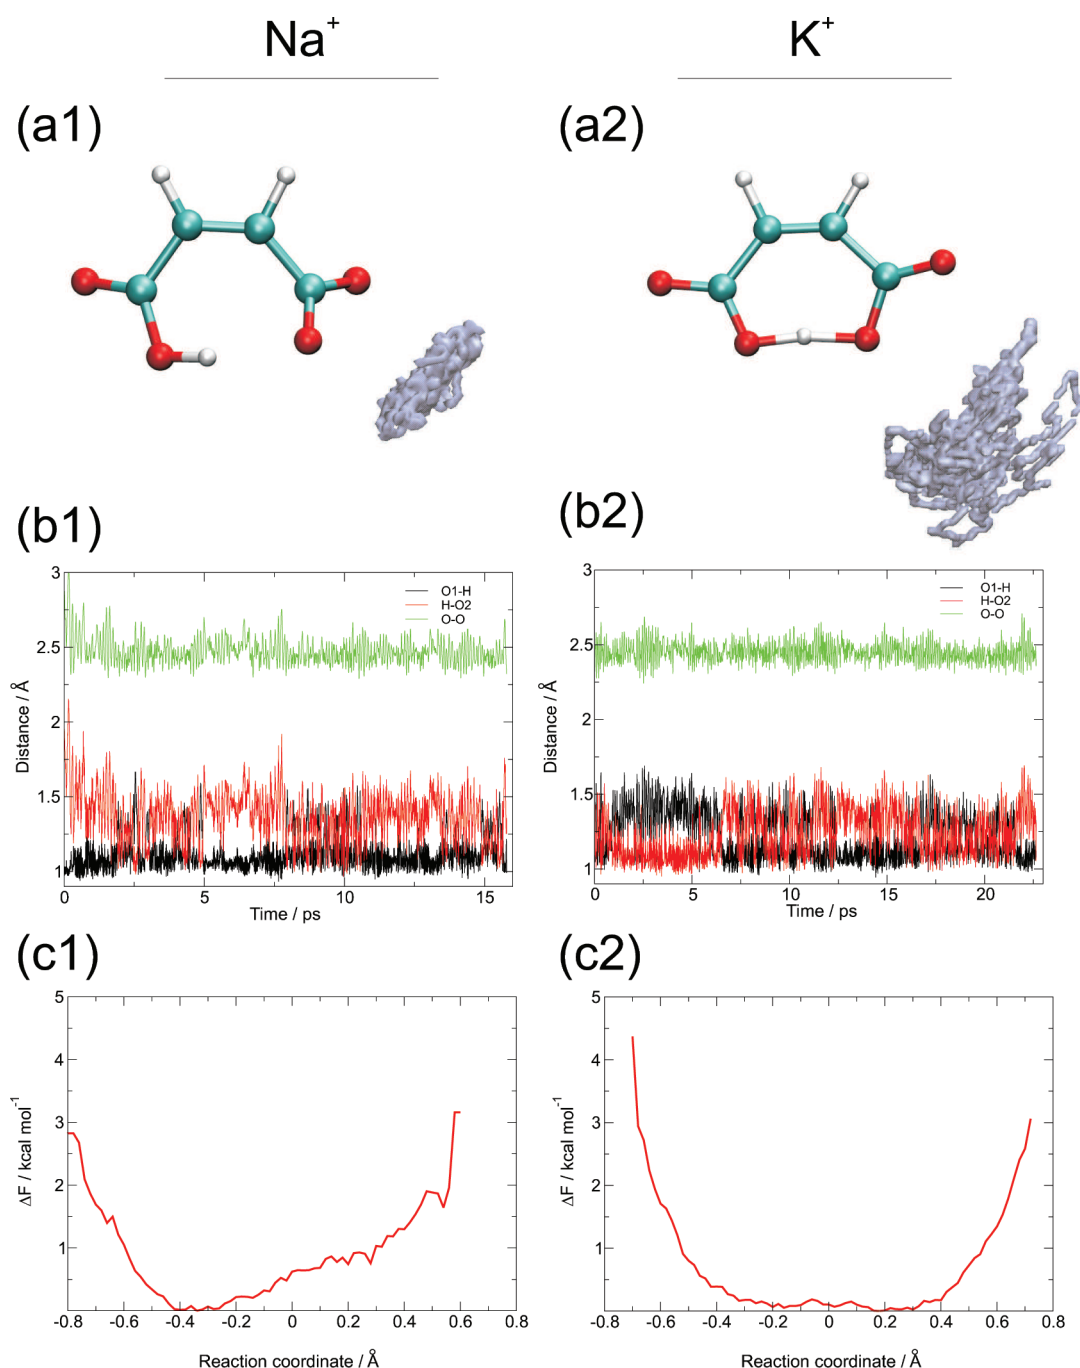 Na+
K+
(a1)
(a2)
(b1)
(b2)
3
2.5
2
1.5
1
Distance / Å
O1-H
H-O2
O-O
0
5
10
15
Time / ps
3
2.5
2
1.5
1
Distance / Å
O1-H
H-O2
O-O
0
5
10
15
20
Time / ps
(c1)
(c2)
5
4
3
2
1
ΔF / kcal mol-1
-0.8
-0.6
-0.4
-0.2
0
0.2
0.4
0.6
0.8
Reaction coordinate / Å
5
4
3
2
1
ΔF / kcal mol-1
-0.8
-0.6
-0.4
-0.2
0
0.2
0.4
0.6
0.8
Reaction coordinate / Å